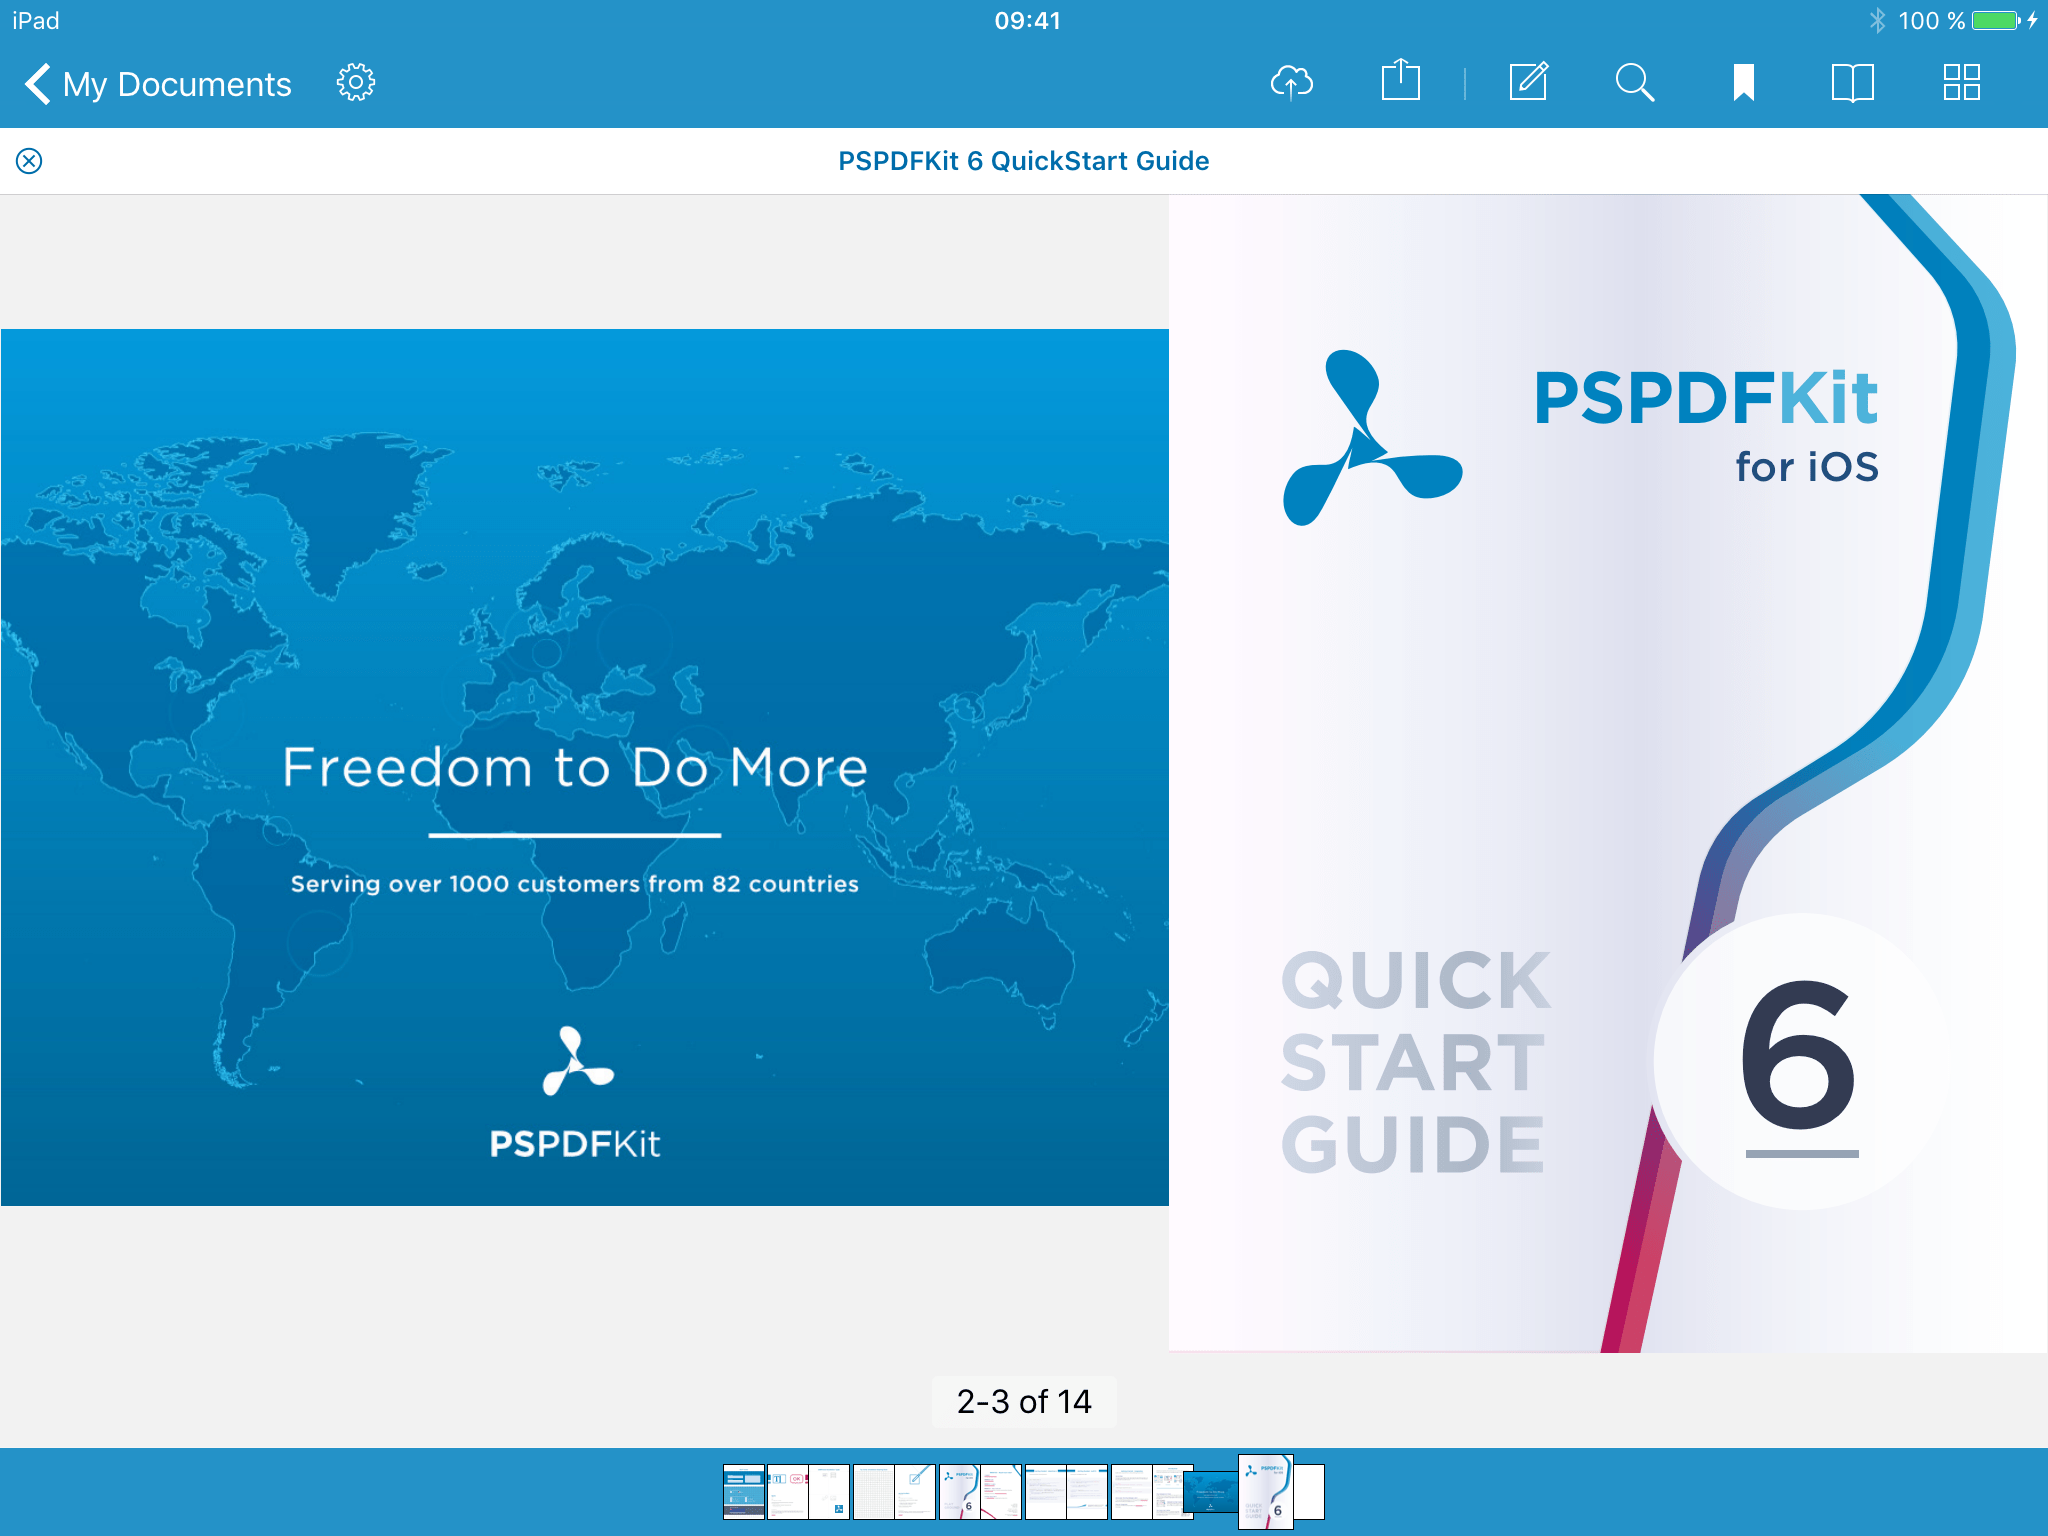 iPad
09:41
100 %
My Documents
PSPDFKit 6 QuickStart Guide
Freedom to Do More
Serving over 1000 customers from 82 countries
PSPDFKit
PSPDFKit
for iOS
QUICK
START
GUIDE
6
2-3 of 14